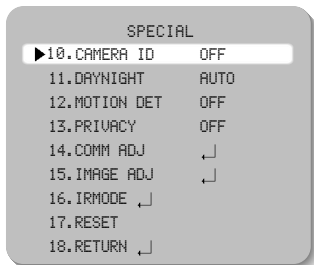 SPECIAL
▶10.CAMERA ID OFF
11.DAYNIGHT AUTO
12.MOTION DET OFF
13.PRIVACY OFF
14.COMM ADJ ↵
15.IMAGE ADJ ↵
16.IRMODE ↵
17.RESET
18.RETURN ↵